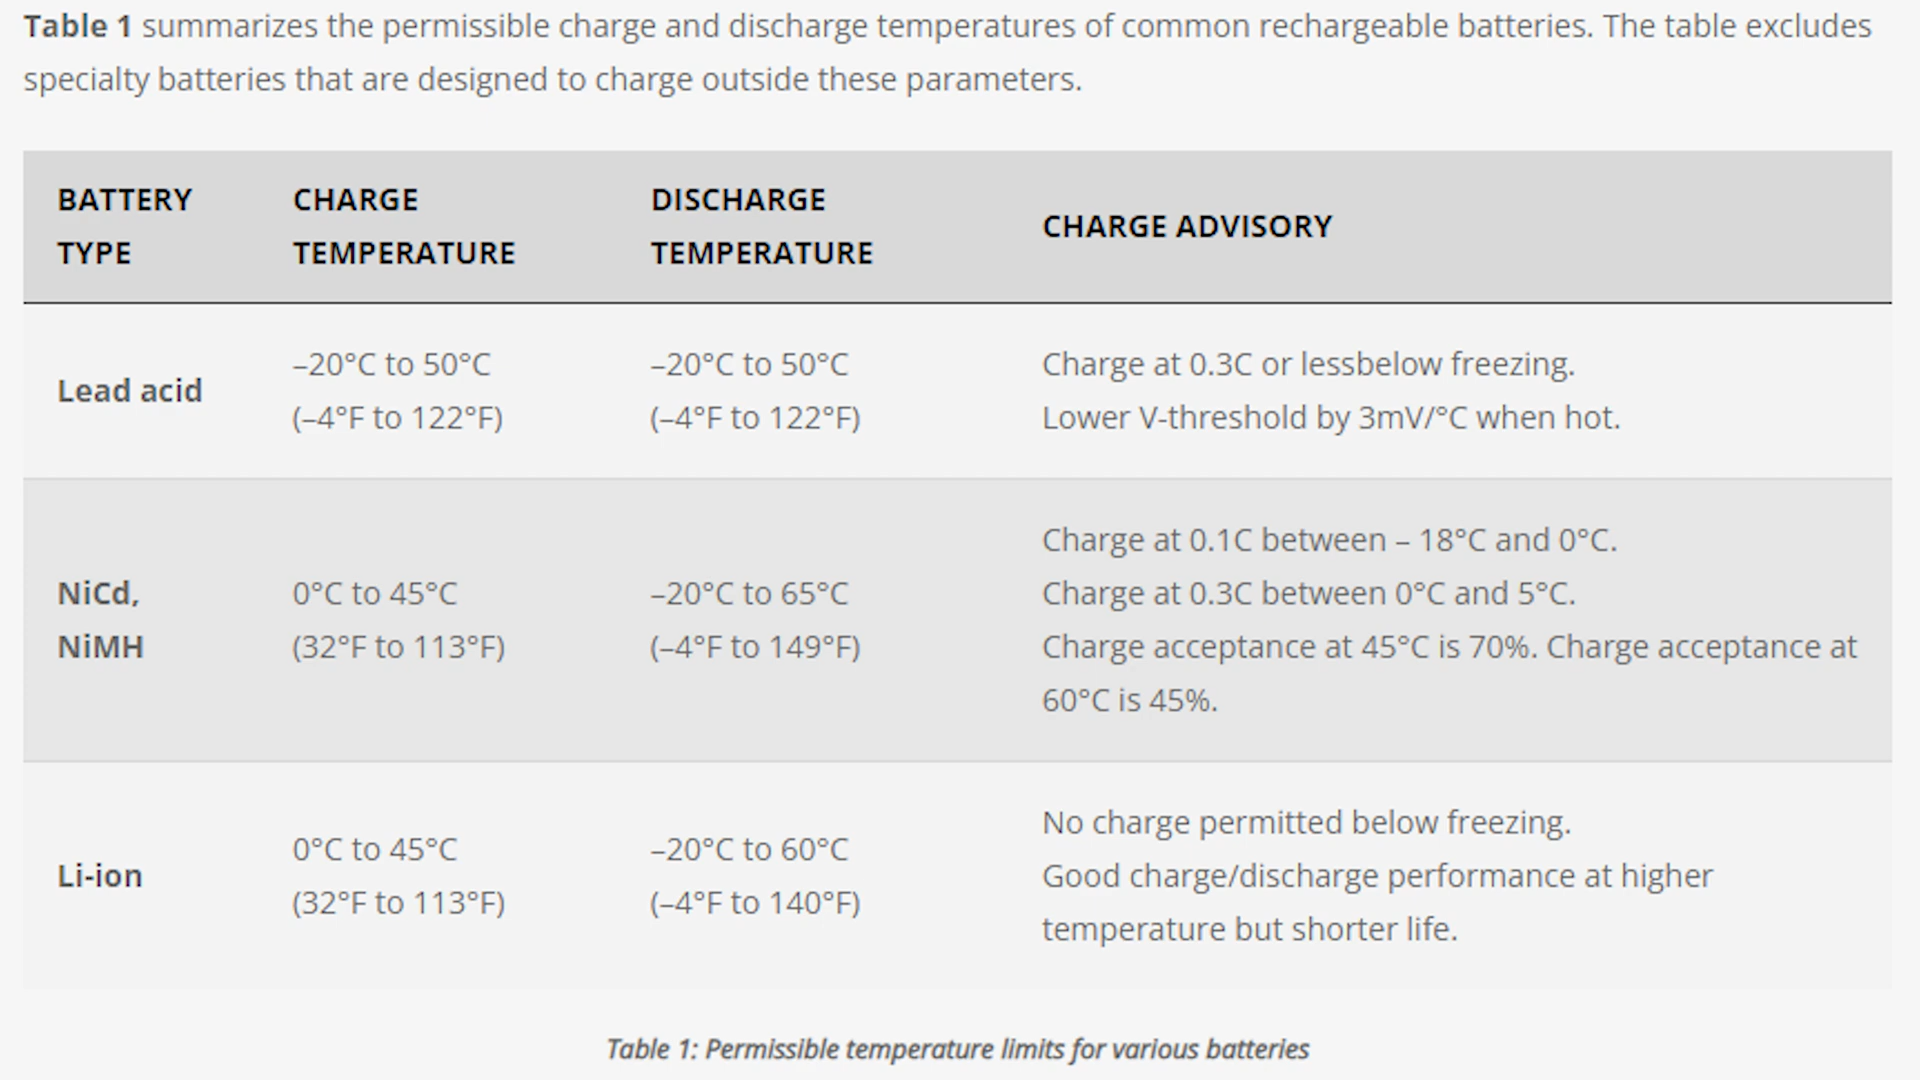 Table 1 summarizes the permissible charge and discharge temperatures of common rechargeable batteries. The table excludes
specialty batteries that are designed to charge outside these parameters.
BATTERY
TYPE
CHARGE
TEMPERATURE
DISCHARGE
TEMPERATURE
CHARGE ADVISORY
Lead acid
–20°C to 50°C
(–4°F to 122°F)
–20°C to 50°C
(–4°F to 122°F)
Charge at 0.3C or lessbelow freezing.
Lower V-threshold by 3mV/°C when hot.
NiCd,
NiMH
0°C to 45°C
(32°F to 113°F)
–20°C to 65°C
(–4°F to 149°F)
Charge at 0.1C between – 18°C and 0°C.
Charge at 0.3C between 0°C and 5°C.
Charge acceptance at 45°C is 70%. Charge acceptance at
60°C is 45%.
Li-ion
0°C to 45°C
(32°F to 113°F)
–20°C to 60°C
(–4°F to 140°F)
No charge permitted below freezing.
Good charge/discharge performance at higher
temperature but shorter life.
Table 1: Permissible temperature limits for various batteries